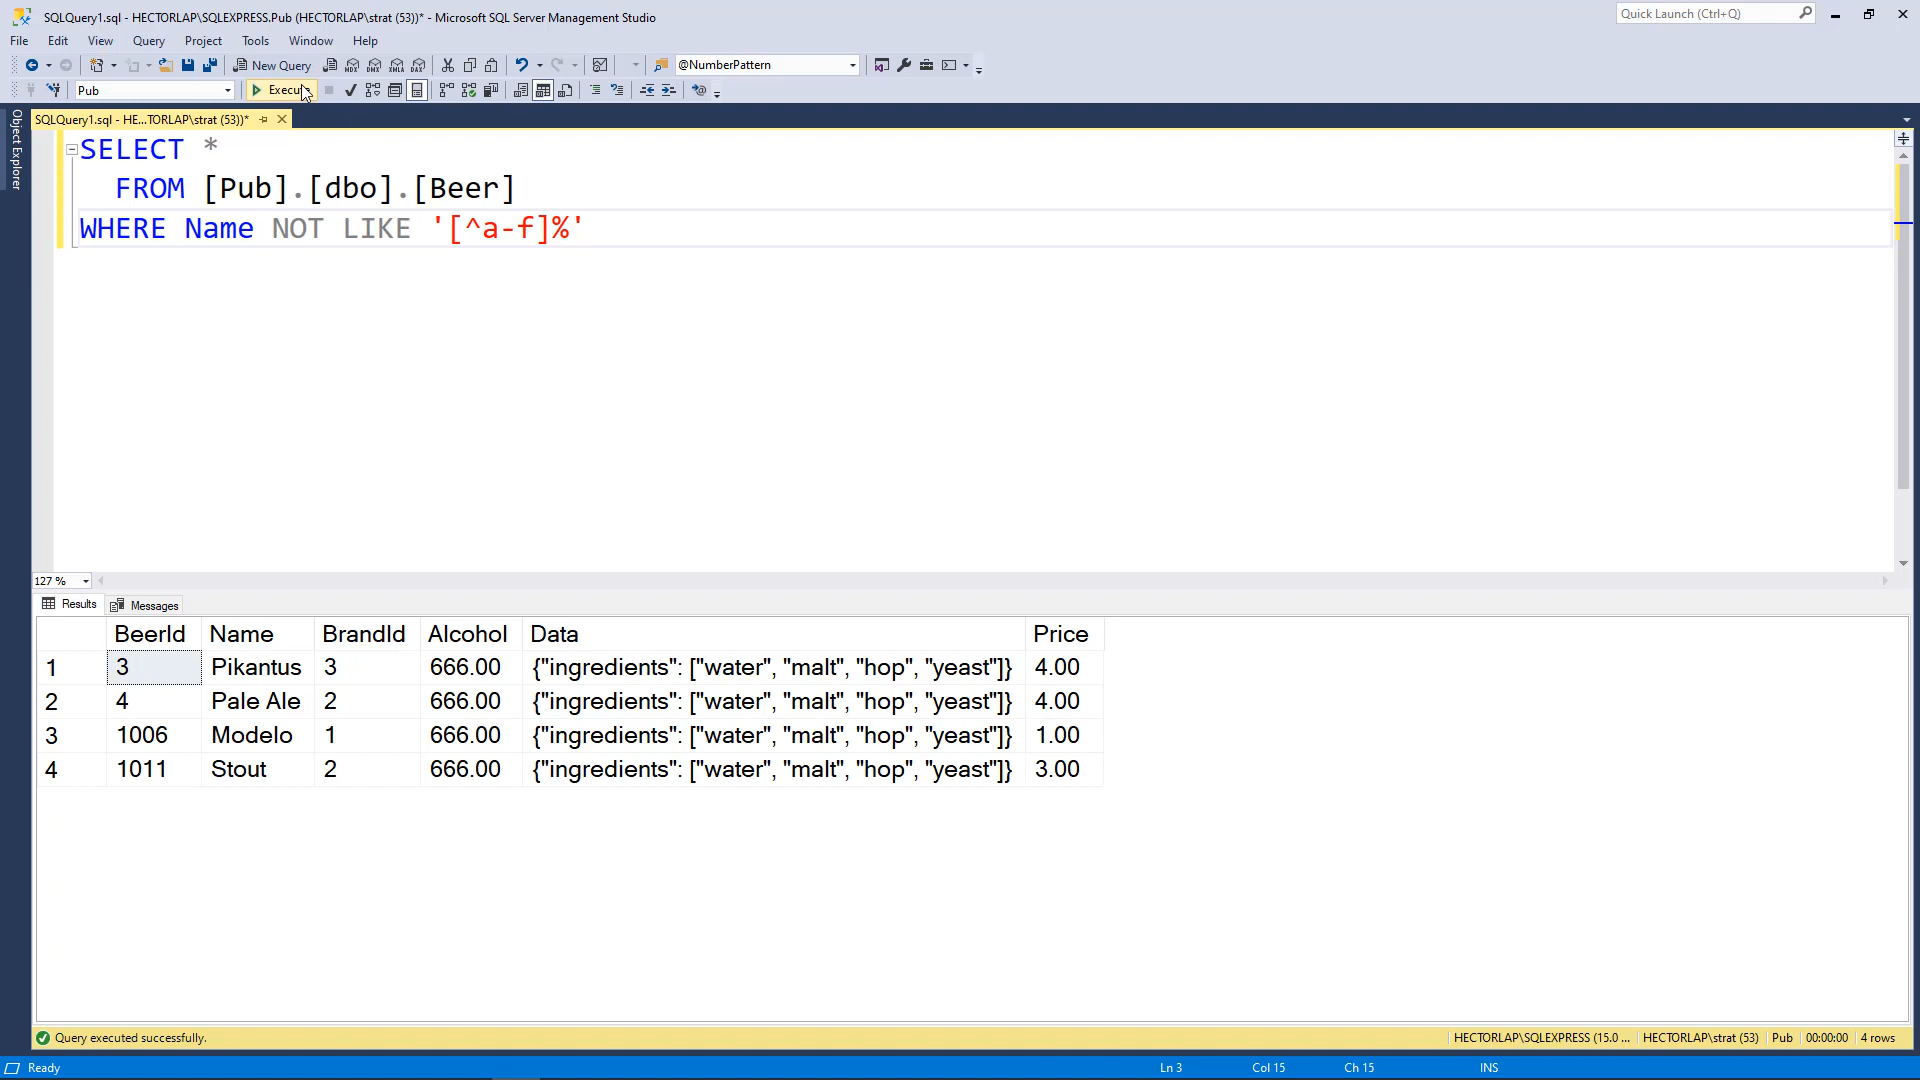 SQLQuery1.sql - HECTORLAP\SQLEXPRESS.Pub (HECTORLAP\strat (53))* - Microsoft SQL Server Management Studio
Quick Launch (Ctrl+Q)
File Edit View Query Project Tools Window Help
New Query
MDX DMX XMLA DAX
@NumberPattern
Pub
Execu
SQLQuery1.sql - HE...TORLAP\strat (53))*
Object Explorer
SELECT *
FROM [Pub].[dbo].[Beer]
WHERE Name NOT LIKE '[^a-f]%'
127 %
Results Messages
BeerId Name BrandId Alcohol Data Price
1 3 Pikantus 3 666.00 {"ingredients": ["water", "malt", "hop", "yeast"]} 4.00
2 4 Pale Ale 2 666.00 {"ingredients": ["water", "malt", "hop", "yeast"]} 4.00
3 1006 Modelo 1 666.00 {"ingredients": ["water", "malt", "hop", "yeast"]} 1.00
4 1011 Stout 2 666.00 {"ingredients": ["water", "malt", "hop", "yeast"]} 3.00
Query executed successfully.
HECTORLAP\SQLEXPRESS (15.0 ... HECTORLAP\strat (53) Pub 00:00:00 4 rows
Ready Ln 3 Col 15 Ch 15 INS